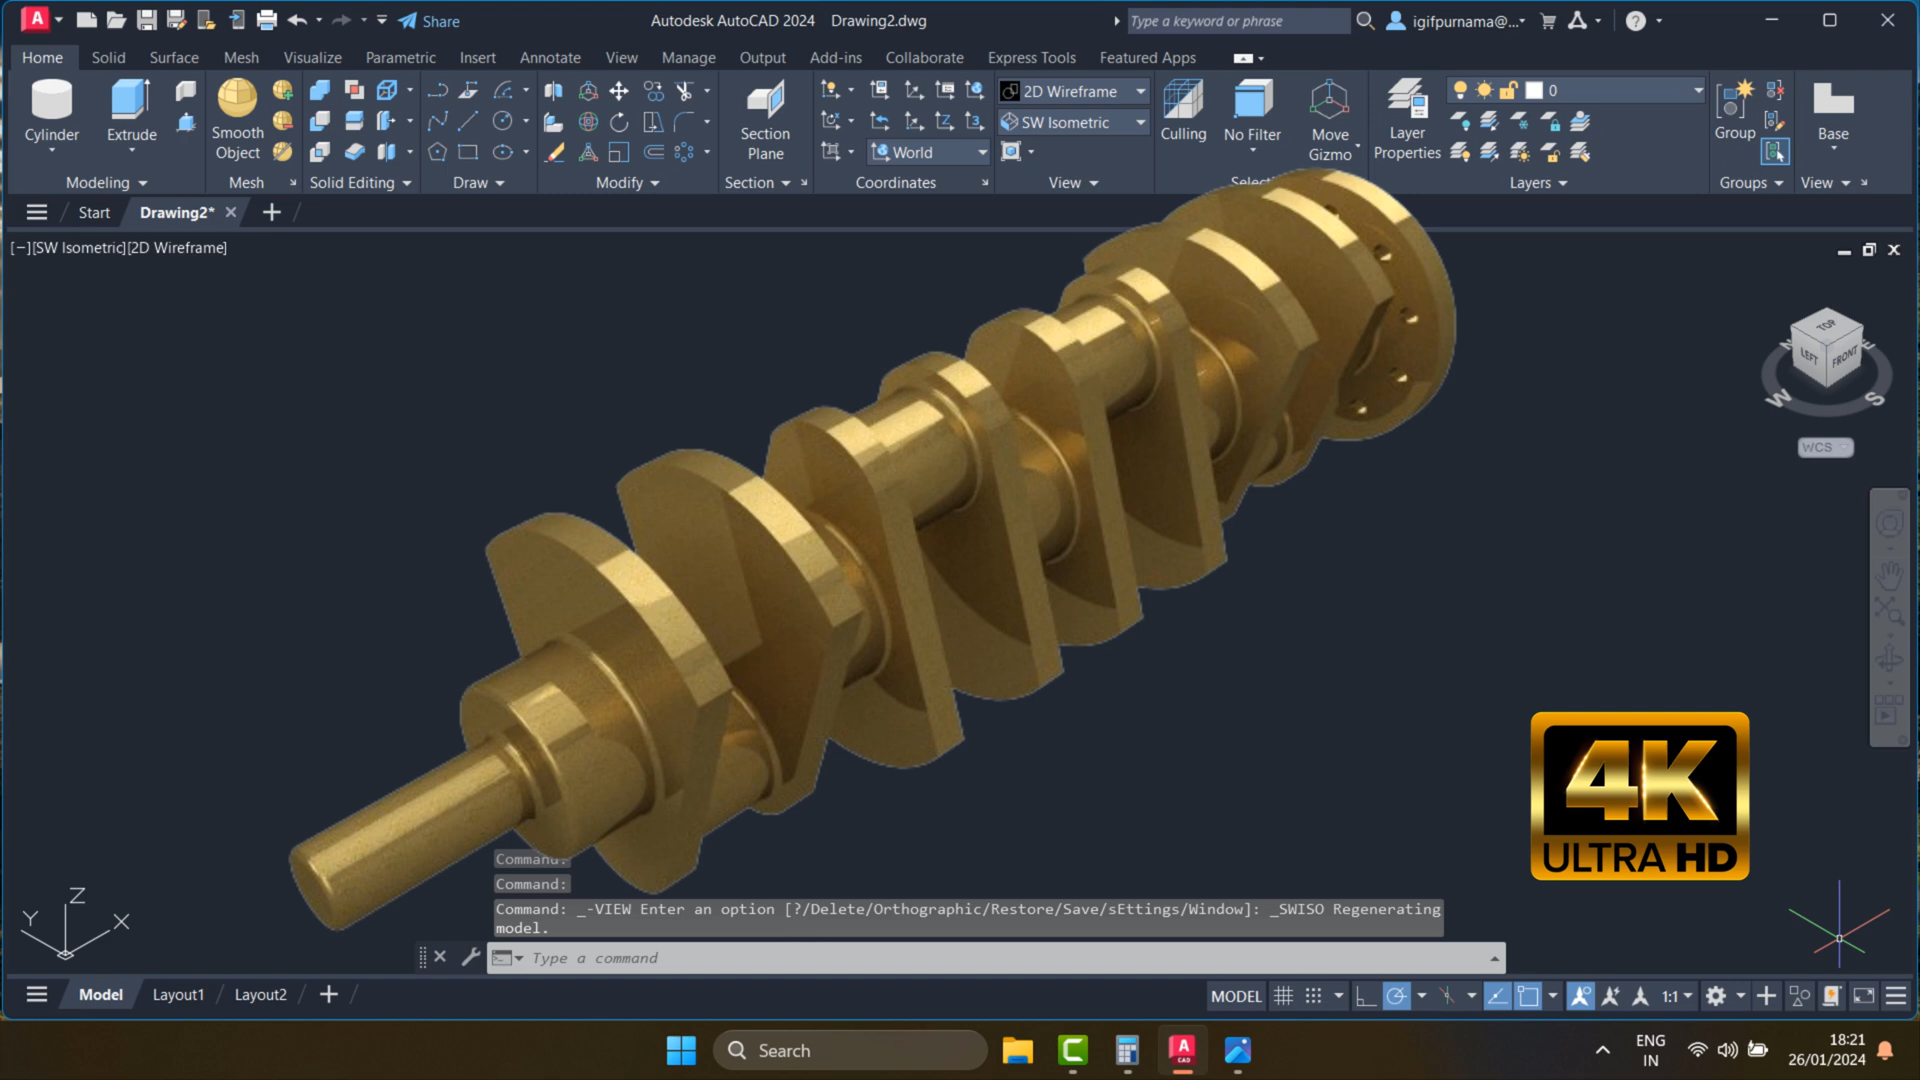 A Share Autodesk AutoCAD 2024 Drawing2.dwg Type a keyword or phrase igifpurnama@...
Home Solid Surface Mesh Visualize Parametric Insert Annotate View Manage Output Add-ins Collaborate Express Tools Featured Apps
2D Wireframe 0
SW Isometric
Cylinder Extrude Smooth Object Section Plane World Culling No Filter Move Gizmo Layer Properties Group Base
Modeling Mesh Solid Editing Draw Modify Section Coordinates View Layers Groups View
Start Drawing2* 
[−][SW Isometric][2D Wireframe]
TOP
LEFT FRONT
W S
WCS
4K
ULTRA HD
Command:
Command:
Command: _-VIEW Enter an option [?/Delete/Orthographic/Restore/Save/sEttings/Window]: _SWISO Regenerating
model.
Z
Y X
Type a command
Model Layout1 Layout2 MODEL 1:1
Search
A
CAD
ENG
IN
18:21
26/01/2024